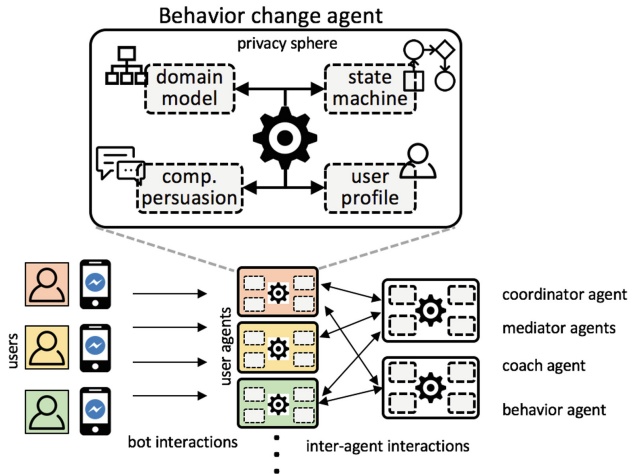 Behavior change agent
privacy sphere
domain
model
state
machine
comp.
persuasion
user
profile
users
user agents
coordinator agent
mediator agents
coach agent
behavior agent
bot interactions
inter-agent interactions